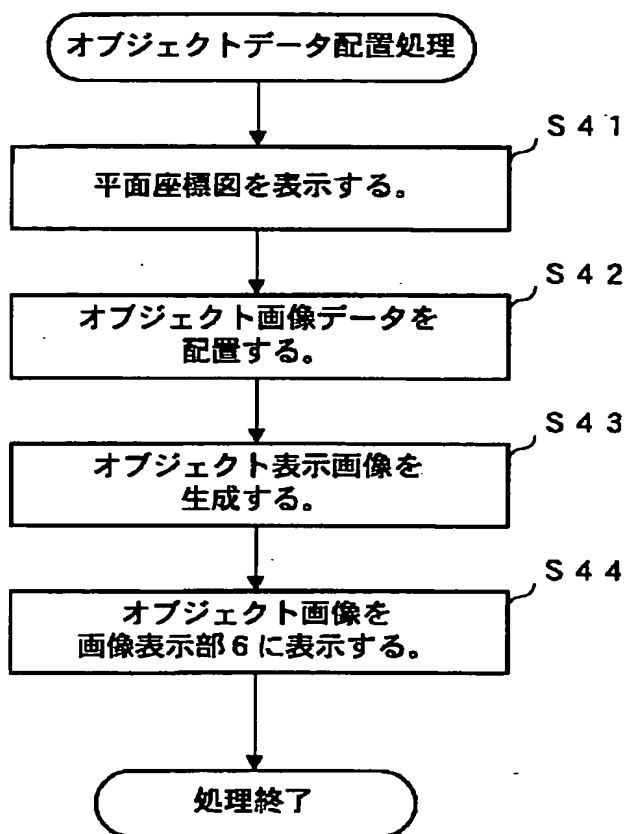 オブジェクトデータ配置処理
S41
平面座標図を表示する。
S42
オブジェクト画像データを
配置する。
S43
オブジェクト表示画像を
生成する。
S44
オブジェクト画像を
画像表示部6に表示する。
処理終了